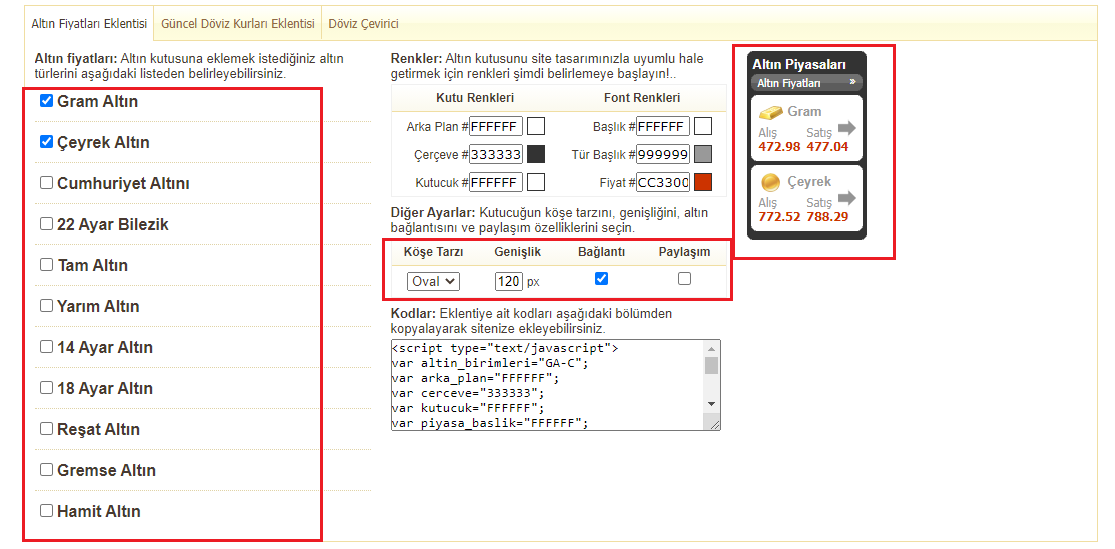 Altın Fiyatları Eklentisi
Güncel Döviz Kurları Eklentisi
Döviz Çevirici
Altın fiyatları: Altın kutusuna eklemek istediğiniz altın
türlerini aşağıdaki listeden belirleyebilirsiniz.
Gram Altın
Çeyrek Altın
Cumhuriyet Altını
22 Ayar Bilezik
Tam Altın
Yarım Altın
14 Ayar Altın
18 Ayar Altın
Reşat Altın
Gremse Altın
Hamit Altın
Renkler: Altın kutusunu site tasarımınızla uyumlu hale
getirmek için renkleri şimdi belirlemeye başlayın!..
Kutu Renkleri Font Renkleri
Arka Plan #FFFFFF Başlık #FFFFFF
Çerçeve #333333 Tür Başlık #999999
Kutucuk #FFFFFF Fiyat #CC3300
Diğer Ayarlar: Kutucuğun köşe tarzını, genişliğini, altın
bağlantısını ve paylaşım özelliklerini seçin.
Köşe Tarzı Genişlik Bağlantı Paylaşım
Oval 120 px
Kodlar: Eklentiye ait kodları aşağıdaki bölümden
kopyalayarak sitenize ekleyebilirsiniz.
<script type="text/javascript">
var altin_birimleri="GA-C";
var arka_plan="FFFFFF";
var cerceve="333333";
var kutucuk="FFFFFF";
var piyasa_baslik="FFFFFF";
Altın Piyasaları
Altın Fiyatları »
Gram
Alış Satış
472.98 477.04
Çeyrek
Alış Satış
772.52 788.29